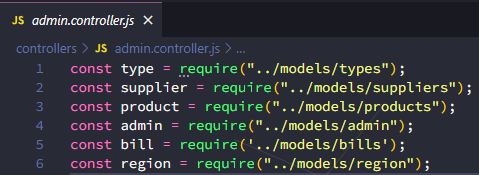 JS admin.controller.js ×
controllers > JS admin.controller.js > ...
1 const type = require("../models/types");
2 const supplier = require("../models/suppliers");
3 const product = require("../models/products");
4 const admin = require("../models/admin");
5 const bill = require('../models/bills');
6 const region = require("../models/region");